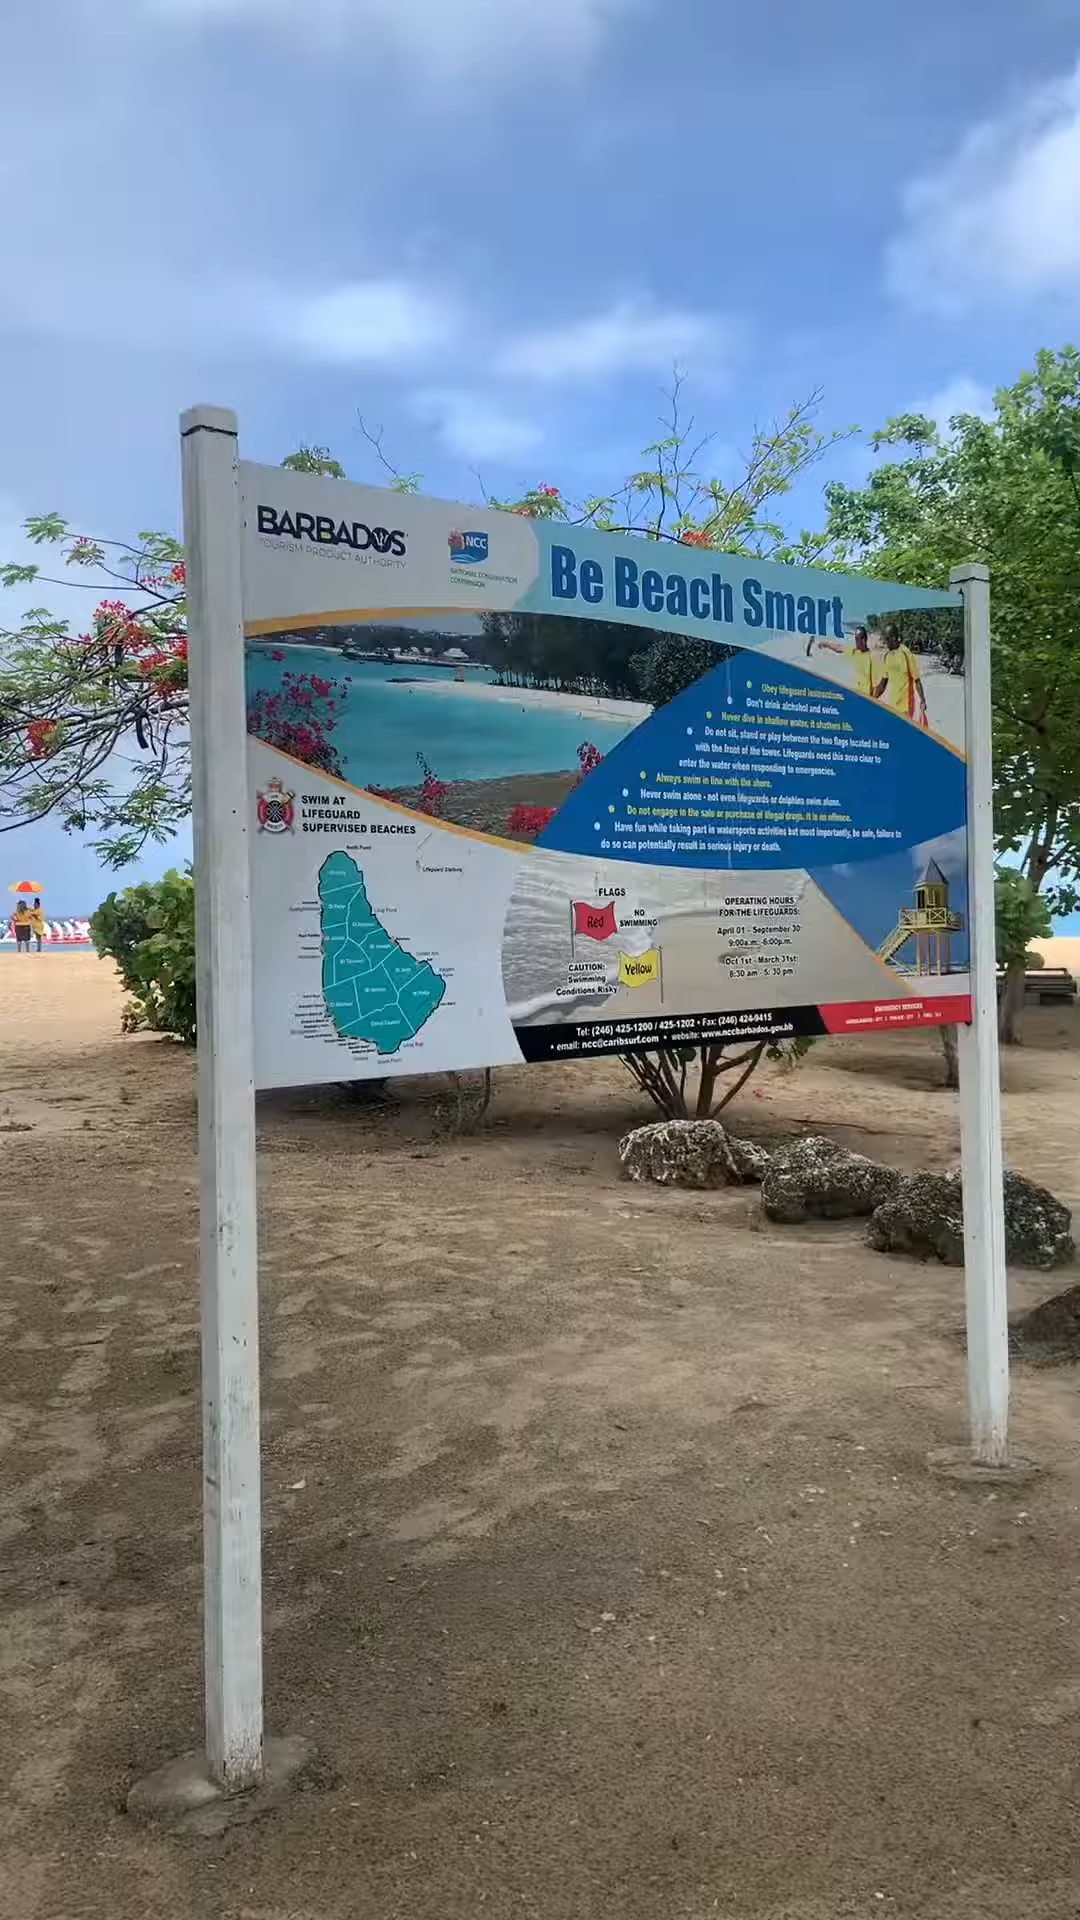 BARBADOS
TOURISM PRODUCT AUTHORITY
NCC
NATIONAL CONSERVATION
COMMISSION
Be Beach Smart
Obey lifeguard instructions.
Don't drink alchohol and swim.
Never dive in shallow water, it shatters life.
Do not sit, stand or play between the two flags located in line
with the front of the tower. Lifeguards need this area clear to
enter the water when responding to emergencies.
Always swim in line with the shore.
Never swim alone - not even lifeguards or dolphins swim alone.
Do not engage in the sale or purchase of illegal drugs. It is an offence.
Have fun while taking part in watersports activities but most importantly, be safe, failure to
do so can potentially result in serious injury or death.
SWIM AT
LIFEGUARD
SUPERVISED BEACHES
North Point
Lifeguard Stations
FLAGS
Red
NO
SWIMMING
CAUTION:
Swimming
Conditions Risky
Yellow
OPERATING HOURS
FOR THE LIFEGUARDS:
April 01 - September 30
9:00a.m.-6:00p.m.
Oct 1st - March 31st:
8:30 am - 5: 30 pm
Tel: (246) 425-1200 / 425-1202 • Fax: (246) 424-9415
• email: ncc@caribsurf.com • website: www.nccbarbados.gov.bb
EMERGENCY SERVICES